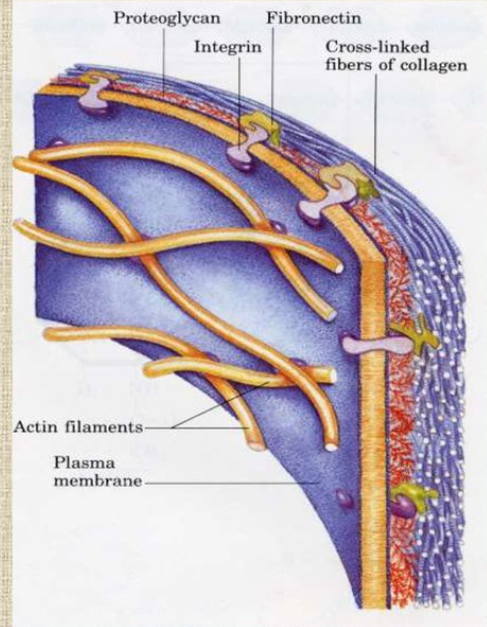 Proteoglycan
Fibronectin
Integrin
Cross-linked
fibers of collagen
Actin filaments
Plasma
membrane